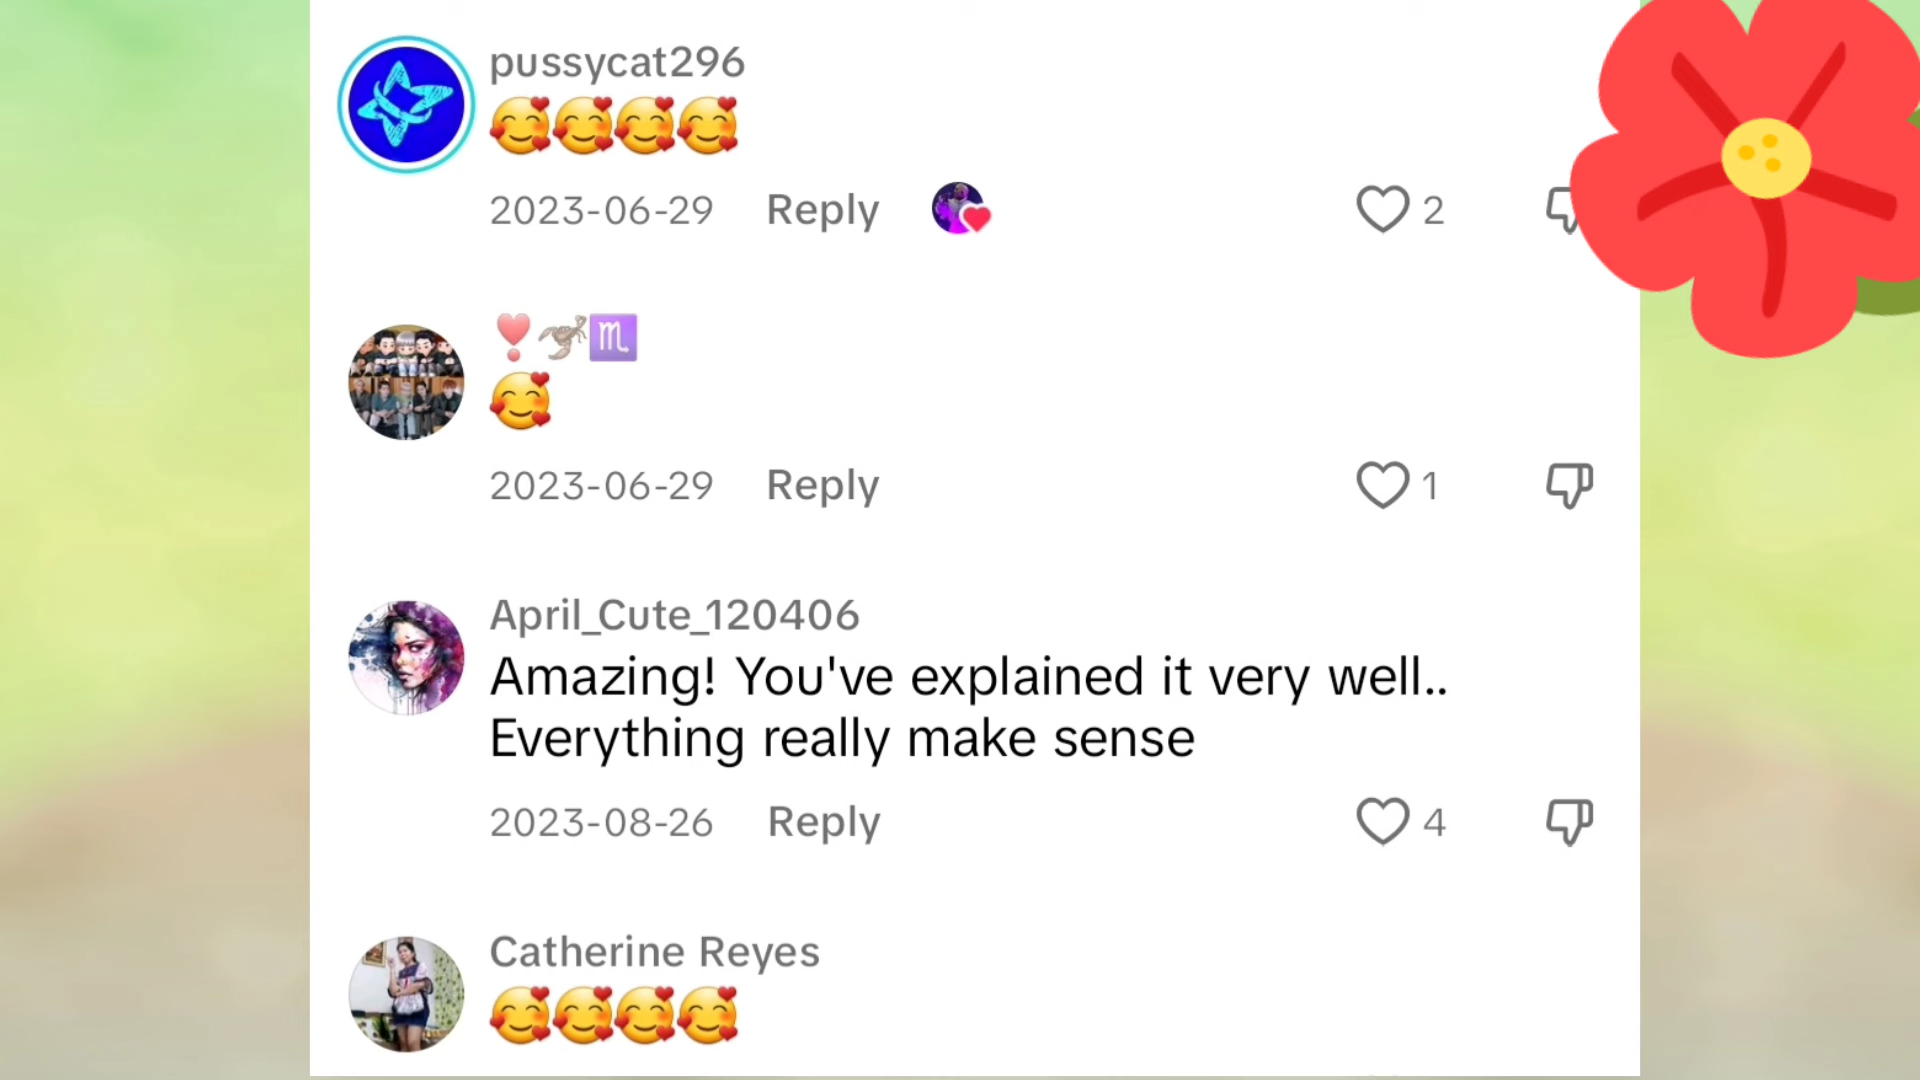 pussycat296
🥰🥰🥰🥰
2023-06-29 Reply 2
❣️🦂♏
🥰
2023-06-29 Reply 1
April_Cute_120406
Amazing! You've explained it very well..
Everything really make sense
2023-08-26 Reply 4
Catherine Reyes
🥰🥰🥰🥰